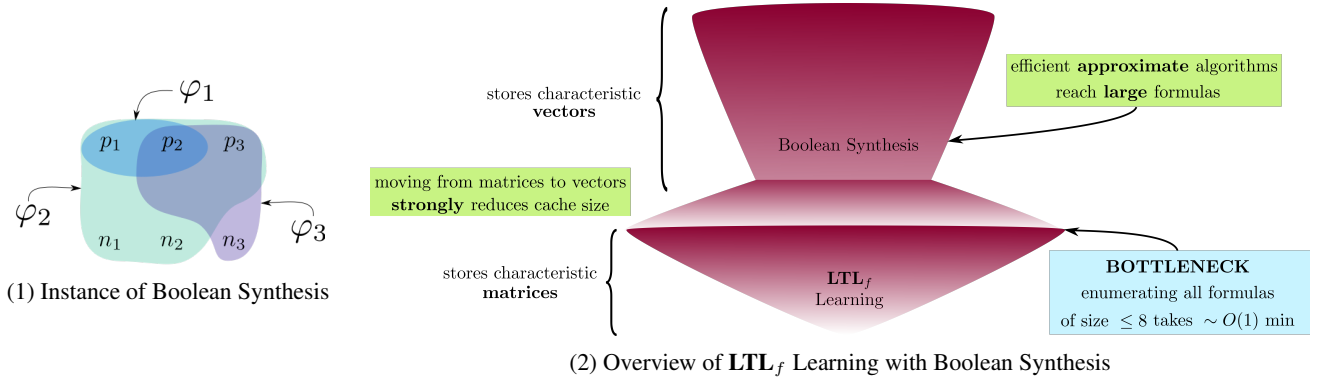 φ₁
p₁ p₂ p₃
φ₂
n₁ n₂ n₃
φ₃
(1) Instance of Boolean Synthesis
stores characteristic
vectors
efficient approximate algorithms
reach large formulas
Boolean Synthesis
moving from matrices to vectors
strongly reduces cache size
stores characteristic
matrices
LTL_f
Learning
BOTTLENECK
enumerating all formulas
of size ≤ 8 takes ∼ O(1) min
(2) Overview of LTL_f Learning with Boolean Synthesis